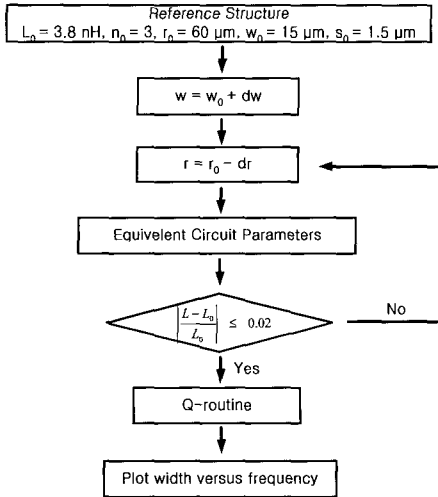 Reference Structure
L₀ = 3.8 nH, n₀ = 3, r₀ = 60 μm, w₀ = 15 μm, s₀ = 1.5 μm
w = w₀ + dw
r = r₀ - dr
Equivelent Circuit Parameters
|(L - L₀) / L₀| ≤ 0.02
No
Yes
Q-routine
Plot width versus frequency